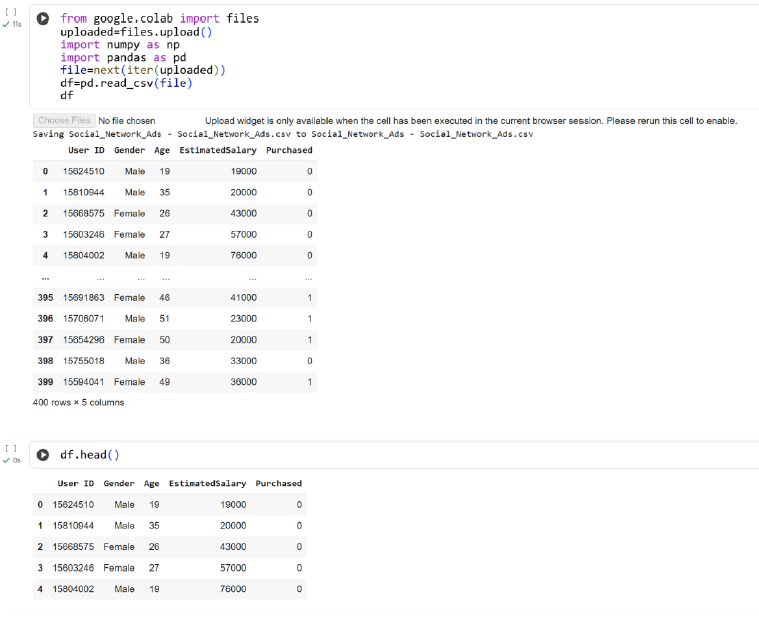 [ ]
11s
from google.colab import files
uploaded=files.upload()
import numpy as np
import pandas as pd
file=next(iter(uploaded))
df=pd.read_csv(file)
df
Choose Files No file chosen Upload widget is only available when the cell has been executed in the current browser session. Please rerun this cell to enable.
Saving Social_Network_Ads - Social_Network_Ads.csv to Social_Network_Ads - Social_Network_Ads.csv
User ID Gender Age EstimatedSalary Purchased
0 15624510 Male 19 19000 0
1 15810944 Male 35 20000 0
2 15668575 Female 26 43000 0
3 15603246 Female 27 57000 0
4 15804002 Male 19 76000 0
... ... ... ... ... ...
395 15691863 Female 46 41000 1
396 15706071 Male 51 23000 1
397 15654296 Female 50 20000 1
398 15755018 Male 36 33000 0
399 15594041 Female 49 36000 1
400 rows × 5 columns
[ ]
0s
df.head()
User ID Gender Age EstimatedSalary Purchased
0 15624510 Male 19 19000 0
1 15810944 Male 35 20000 0
2 15668575 Female 26 43000 0
3 15603246 Female 27 57000 0
4 15804002 Male 19 76000 0